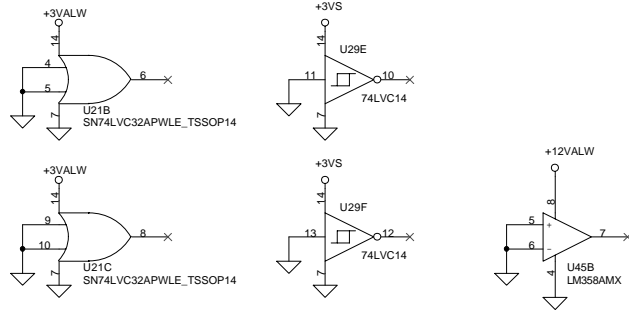 +3VALW
14
4
5
6
7
U21B
SN74LVC32APWLE_TSSOP14
+3VS
14
U29E
11
10
74LVC14
7
+3VALW
14
9
10
8
7
U21C
SN74LVC32APWLE_TSSOP14
+3VS
14
U29F
13
12
74LVC14
7
+12VALW
8
5
+
6
-
7
4
U45B
LM358AMX